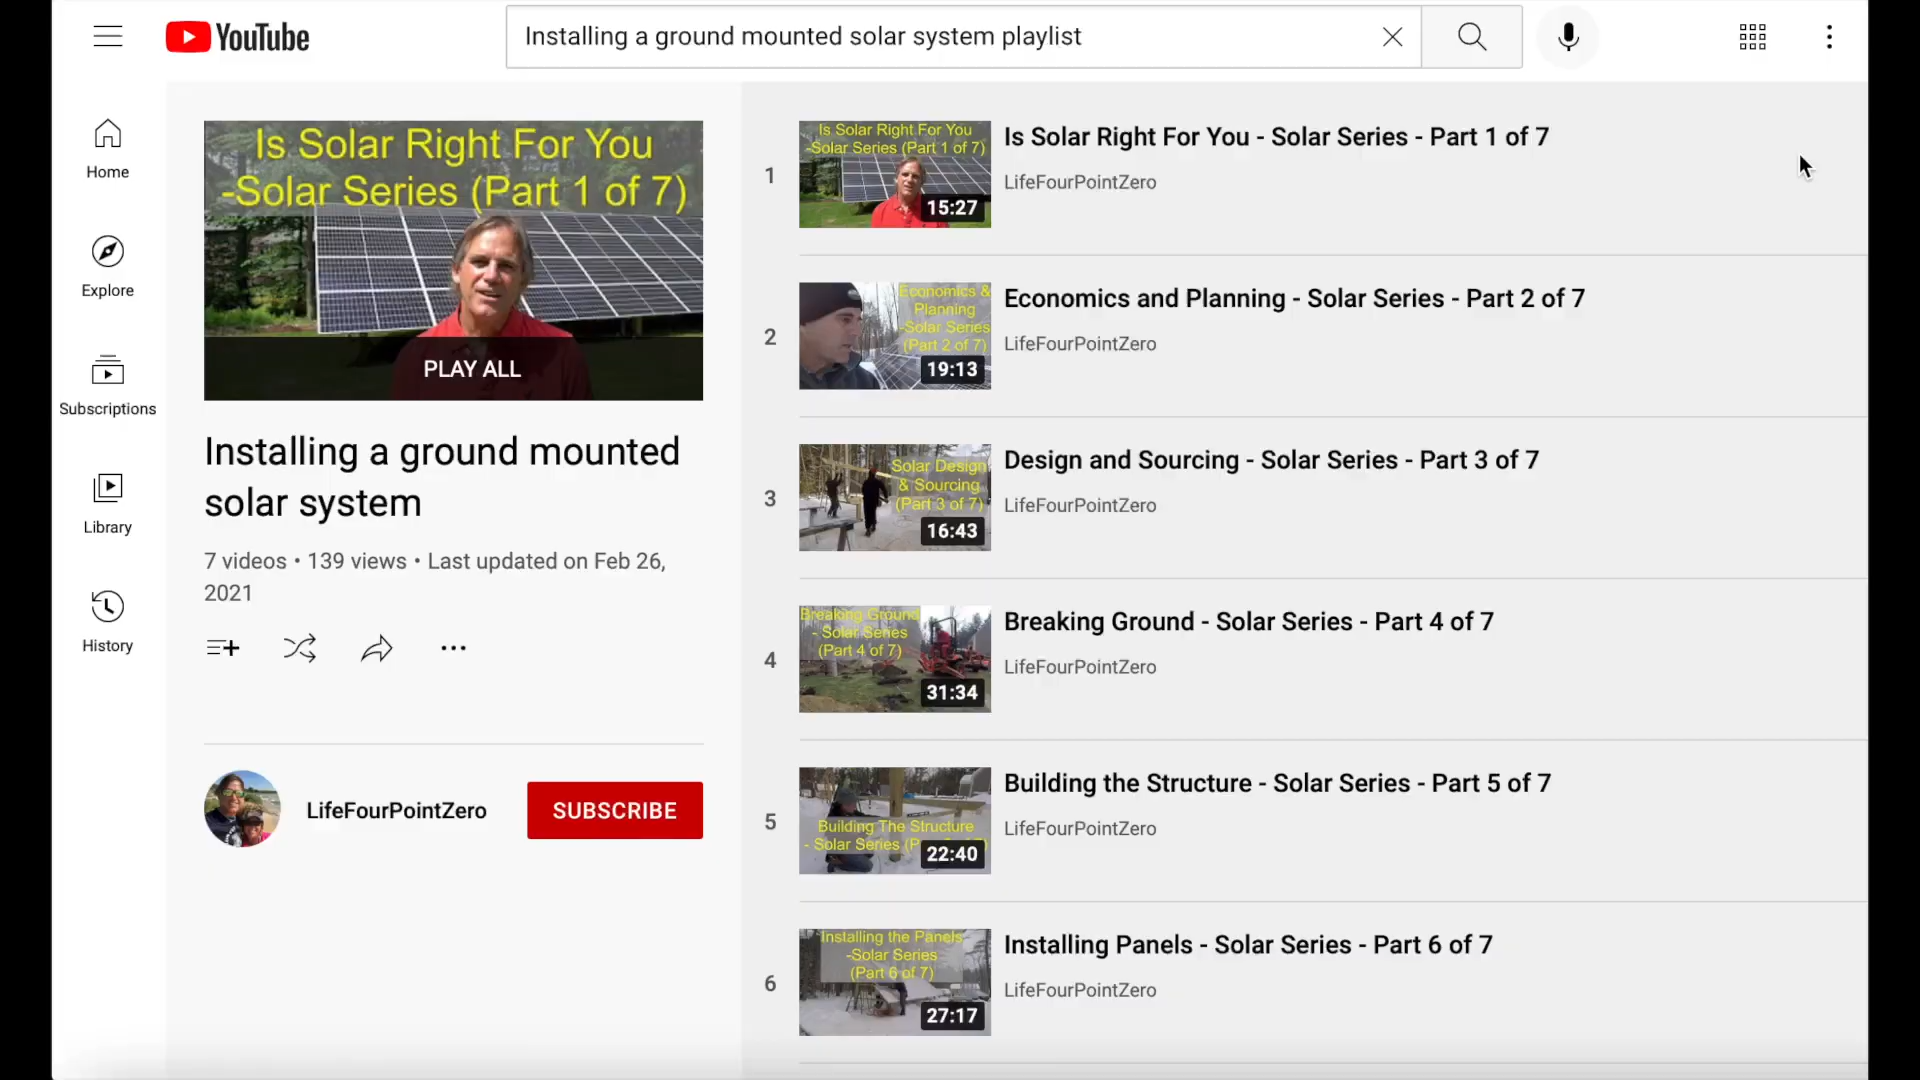 YouTube
Installing a ground mounted solar system playlist
Home
Explore
Subscriptions
Library
History
Is Solar Right For You
-Solar Series (Part 1 of 7)
PLAY ALL
Installing a ground mounted
solar system
7 videos • 139 views • Last updated on Feb 26,
2021
LifeFourPointZero
SUBSCRIBE
1
Is Solar Right For You
-Solar Series (Part 1 of 7)
15:27
Is Solar Right For You - Solar Series - Part 1 of 7
LifeFourPointZero
2
Economics &
Planning
-Solar Series
(Part 2 of 7)
19:13
Economics and Planning - Solar Series - Part 2 of 7
LifeFourPointZero
3
Solar Design
& Sourcing
(Part 3 of 7)
16:43
Design and Sourcing - Solar Series - Part 3 of 7
LifeFourPointZero
4
Breaking Ground
- Solar Series
(Part 4 of 7)
31:34
Breaking Ground - Solar Series - Part 4 of 7
LifeFourPointZero
5
Building The Structure
- Solar Series
22:40
Building the Structure - Solar Series - Part 5 of 7
LifeFourPointZero
6
Installing the Panels
-Solar Series
(Part 6 of 7)
27:17
Installing Panels - Solar Series - Part 6 of 7
LifeFourPointZero